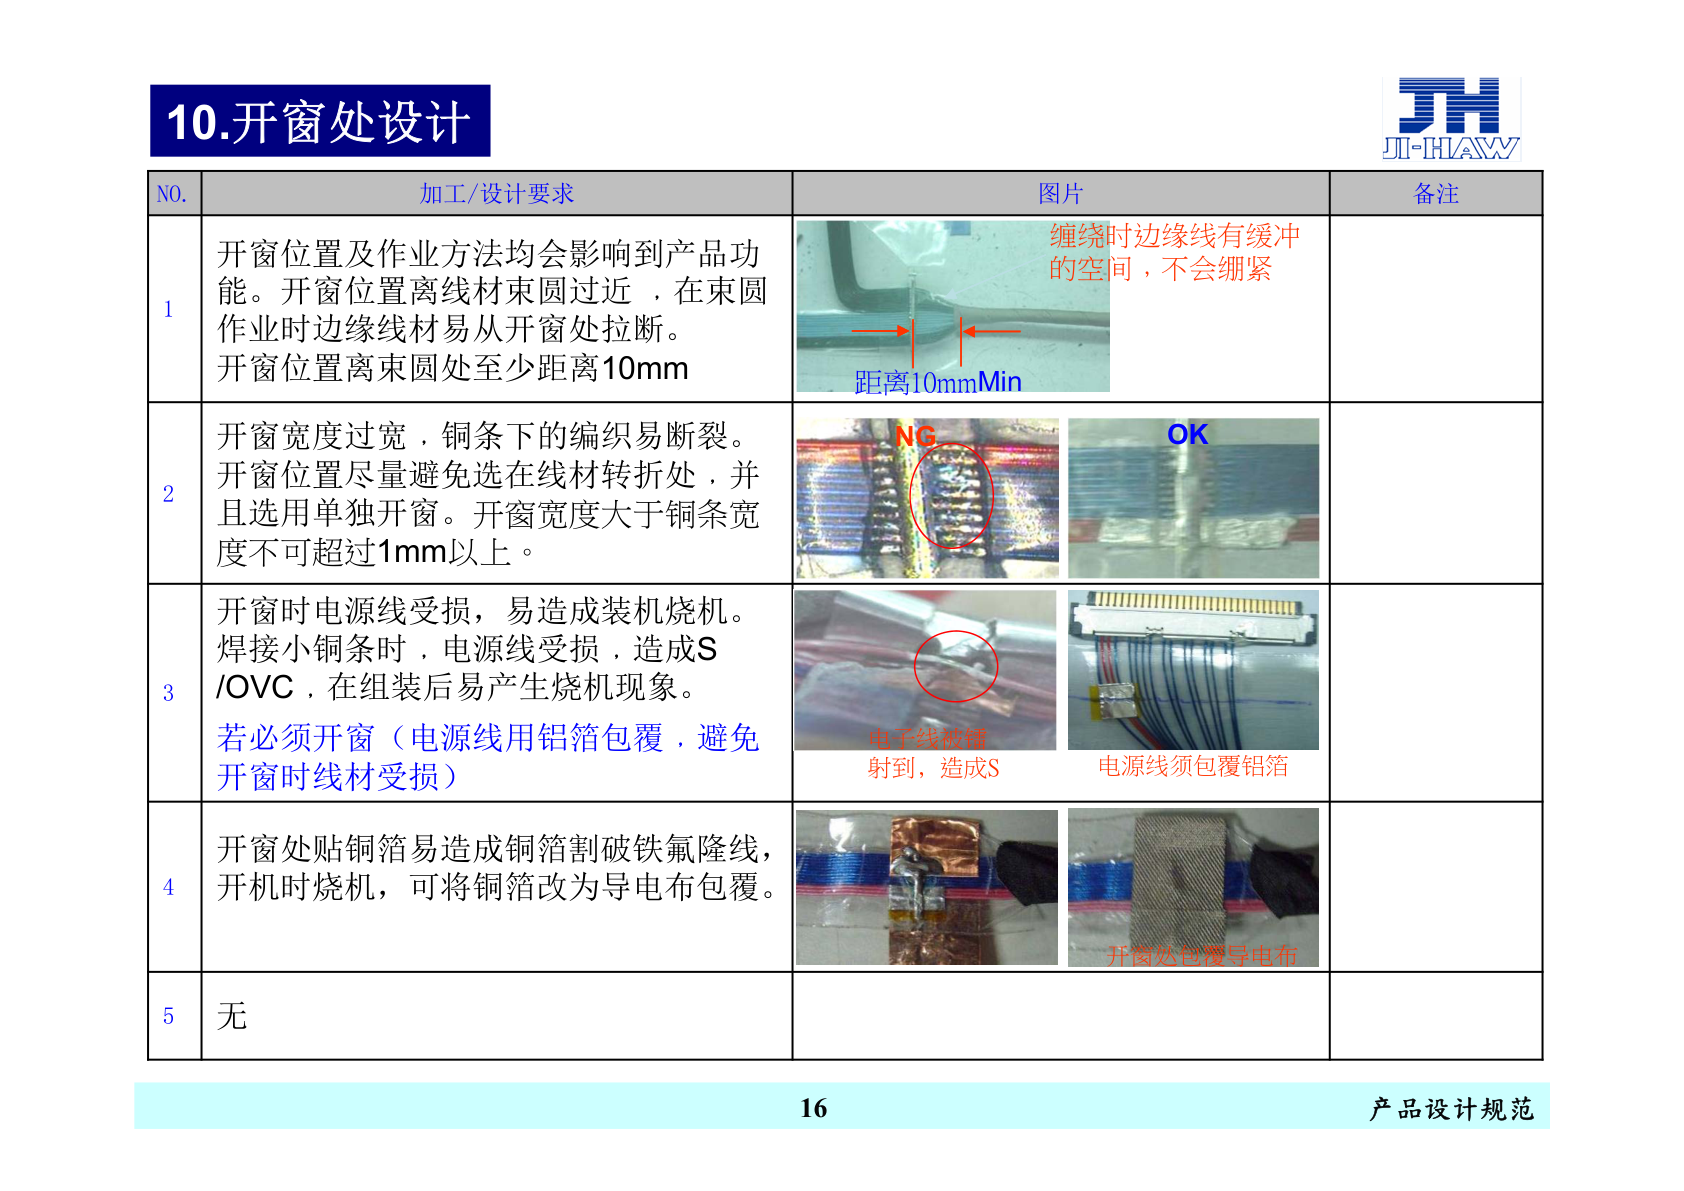 10.开窗处设计
JH
JI-HAW
NO.
加工/设计要求
图片
备注
1
开窗位置及作业方法均会影响到产品功
能。开窗位置离线材束圆过近 ，在束圆
作业时边缘线材易从开窗处拉断。
开窗位置离束圆处至少距离10mm
缠绕时边缘线有缓冲
的空间，不会绷紧
距离10mmMin
2
开窗宽度过宽，铜条下的编织易断裂。
开窗位置尽量避免选在线材转折处，并
且选用单独开窗。开窗宽度大于铜条宽
度不可超过1mm以上。
NG
OK
3
开窗时电源线受损，易造成装机烧机。
焊接小铜条时，电源线受损，造成S
/OVC，在组装后易产生烧机现象。
若必须开窗（电源线用铝箔包覆，避免
开窗时线材受损）
电子线被镭
射到，造成S
电源线须包覆铝箔
4
开窗处贴铜箔易造成铜箔割破铁氟隆线，
开机时烧机，可将铜箔改为导电布包覆。
开窗处包覆导电布
5
无
16
产品设计规范